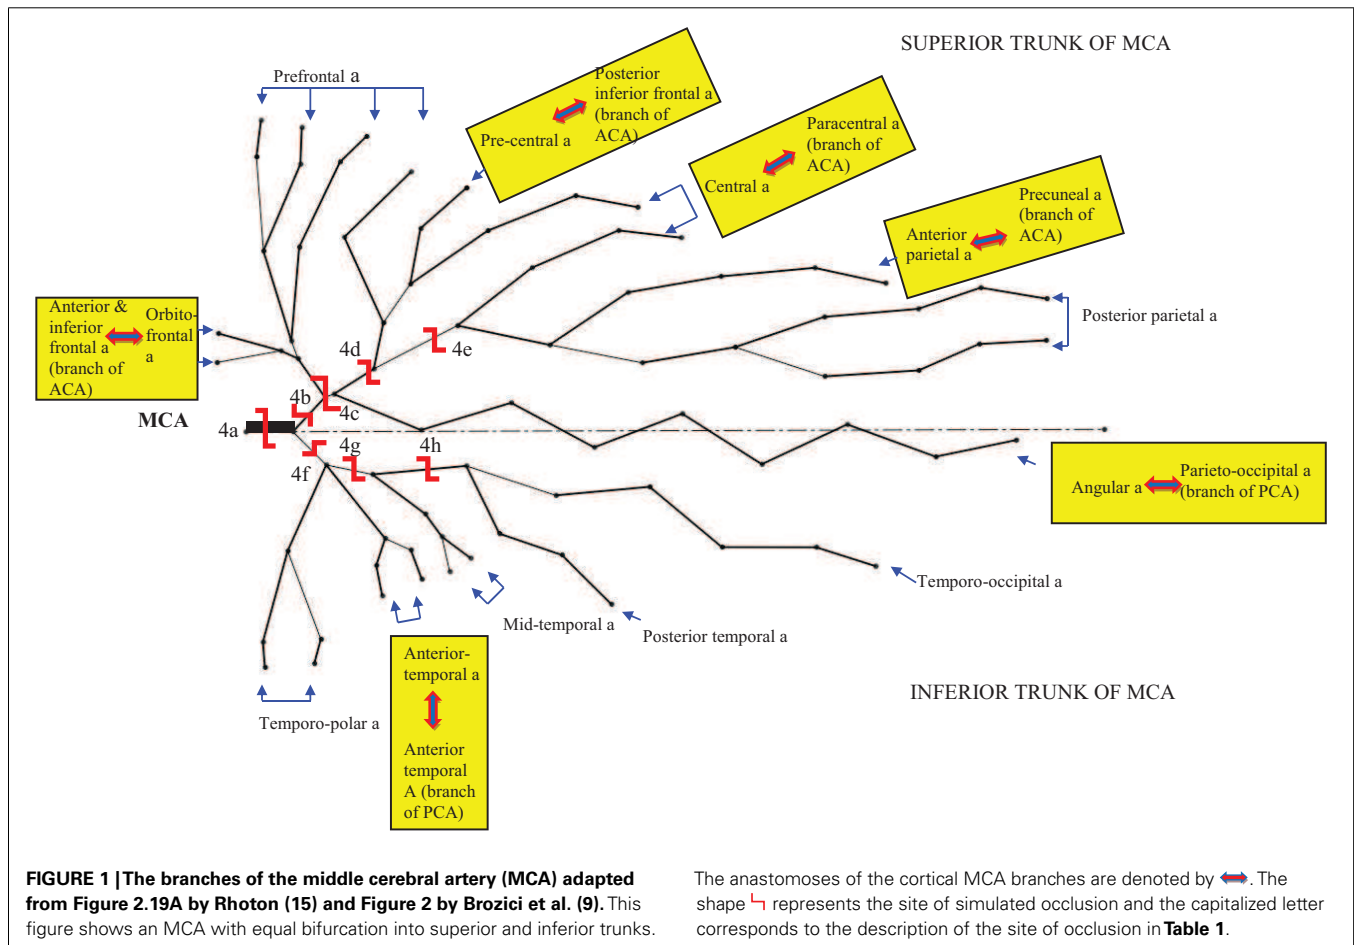 SUPERIOR TRUNK OF MCA
Prefrontal a
Pre-central a
Posterior
inferior frontal a
(branch of
ACA)
Central a
Paracentral a
(branch of
ACA)
Anterior
parietal a
Precuneal a
(branch of
ACA)
Posterior parietal a
Anterior &
inferior
frontal a
(branch of
ACA)
Orbito-
frontal
a
MCA
4a
4b
4c
4d
4e
4f
4g
4h
Angular a
Parieto-occipital a
(branch of PCA)
Temporo-occipital a
Mid-temporal a
Posterior temporal a
Anterior-
temporal a
Anterior
temporal
A (branch
of PCA)
Temporo-polar a
INFERIOR TRUNK OF MCA
FIGURE 1 | The branches of the middle cerebral artery (MCA) adapted
from Figure 2.19A by Rhoton (15) and Figure 2 by Brozici et al. (9). This
figure shows an MCA with equal bifurcation into superior and inferior trunks.
The anastomoses of the cortical MCA branches are denoted by . The
shape represents the site of simulated occlusion and the capitalized letter
corresponds to the description of the site of occlusion in Table 1.